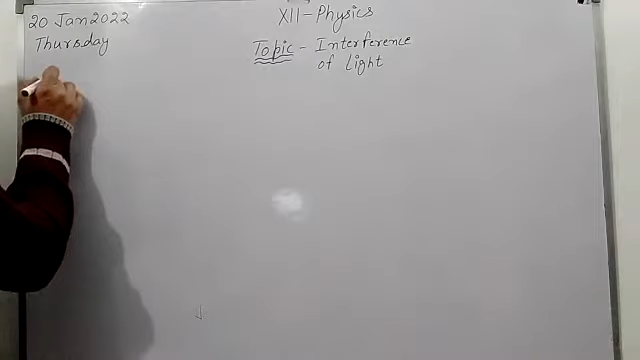 20 Jan 2022
Thursday
XII-Physics
Topic - Interference
of Light